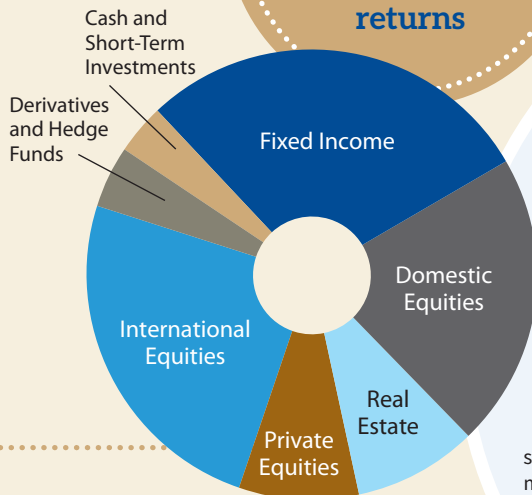 returns
Cash and
Short-Term
Investments
Derivatives
and Hedge
Funds
Fixed Income
Domestic
Equities
International
Equities
Real
Estate
Private
Equities